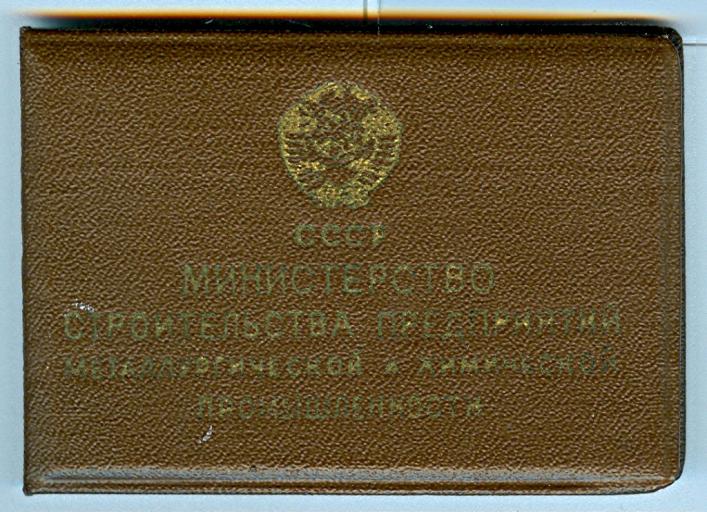 СССР
МИНИСТЕРСТВО
СТРОИТЕЛЬСТВА ПРЕДПРИЯТИЙ
МЕТАЛЛУРГИЧЕСКОЙ И ХИМИЧЕСКОЙ
ПРОМЫШЛЕННОСТИ